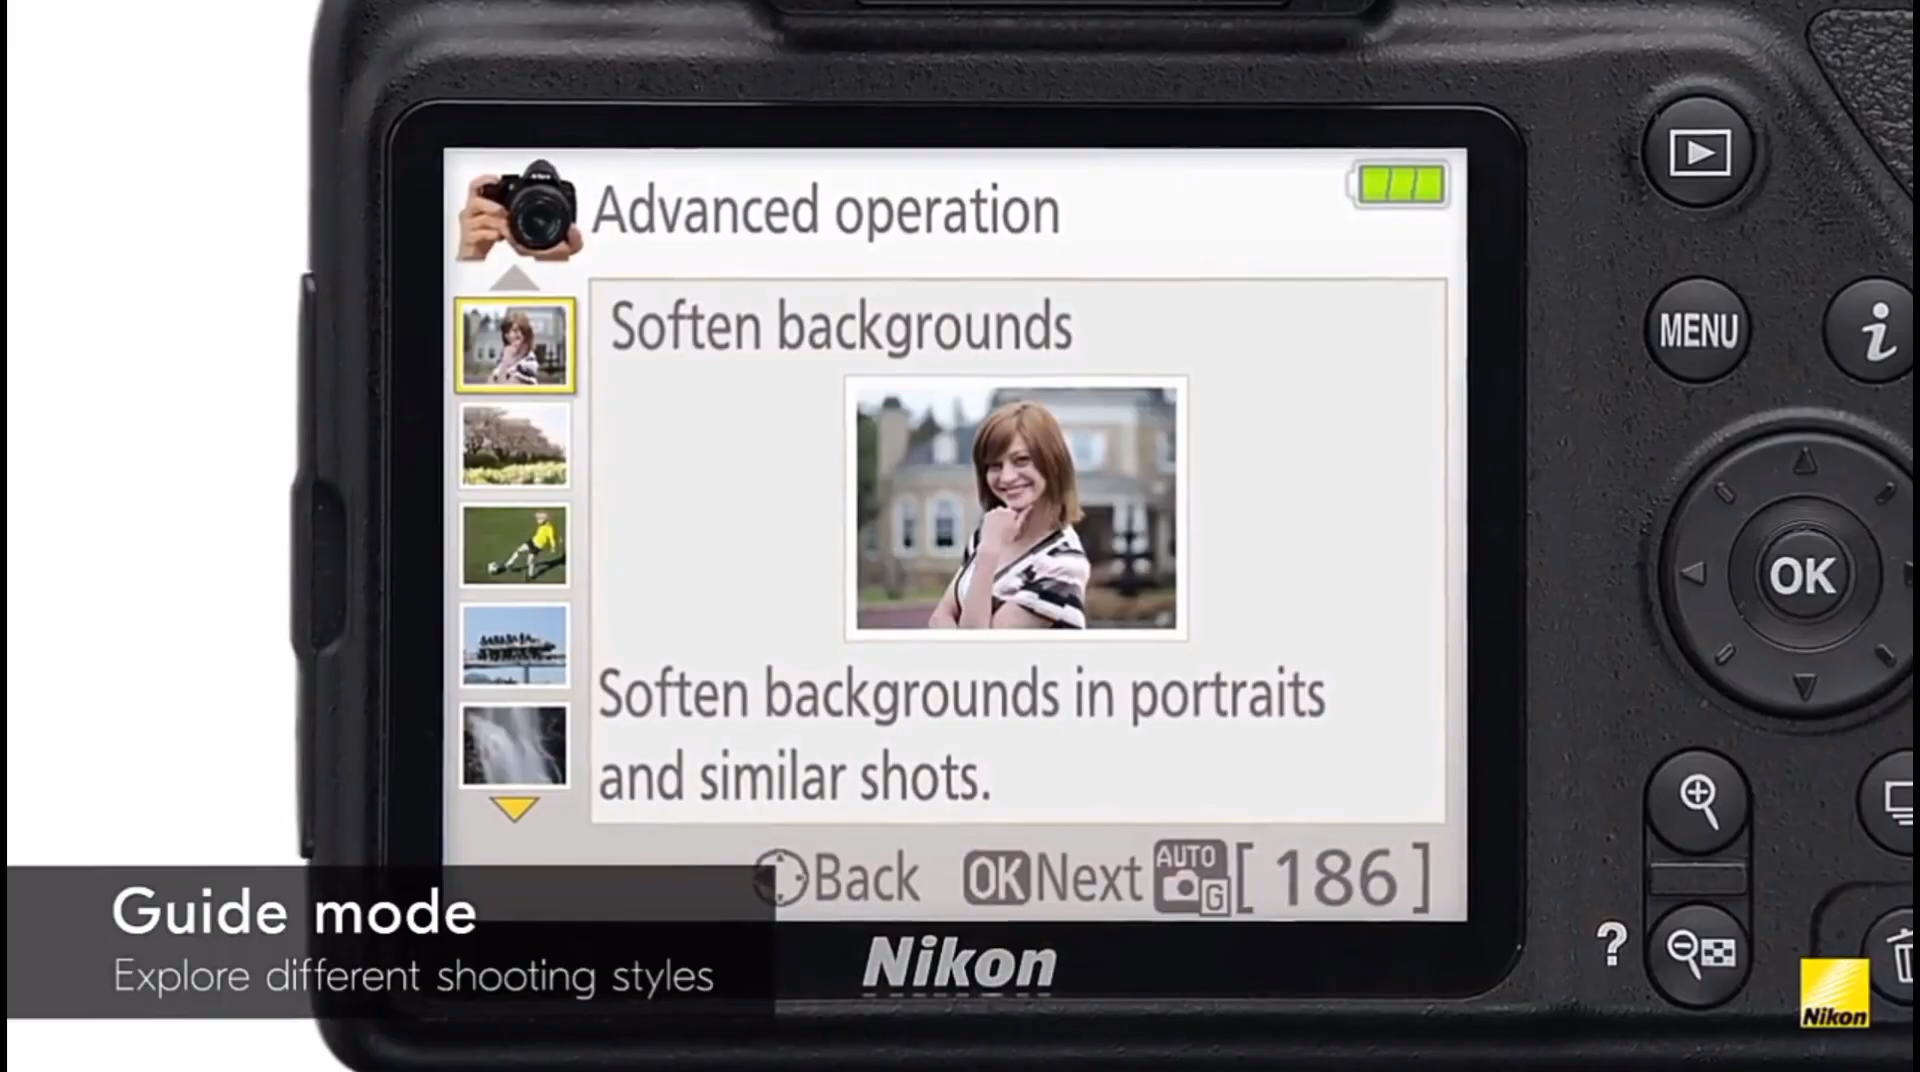 Advanced operation
Soften backgrounds
Soften backgrounds in portraits
and similar shots.
Back OK Next AUTO G [ 186 ]
Nikon
MENU
i
OK
?
Guide mode
Explore different shooting styles
Nikon